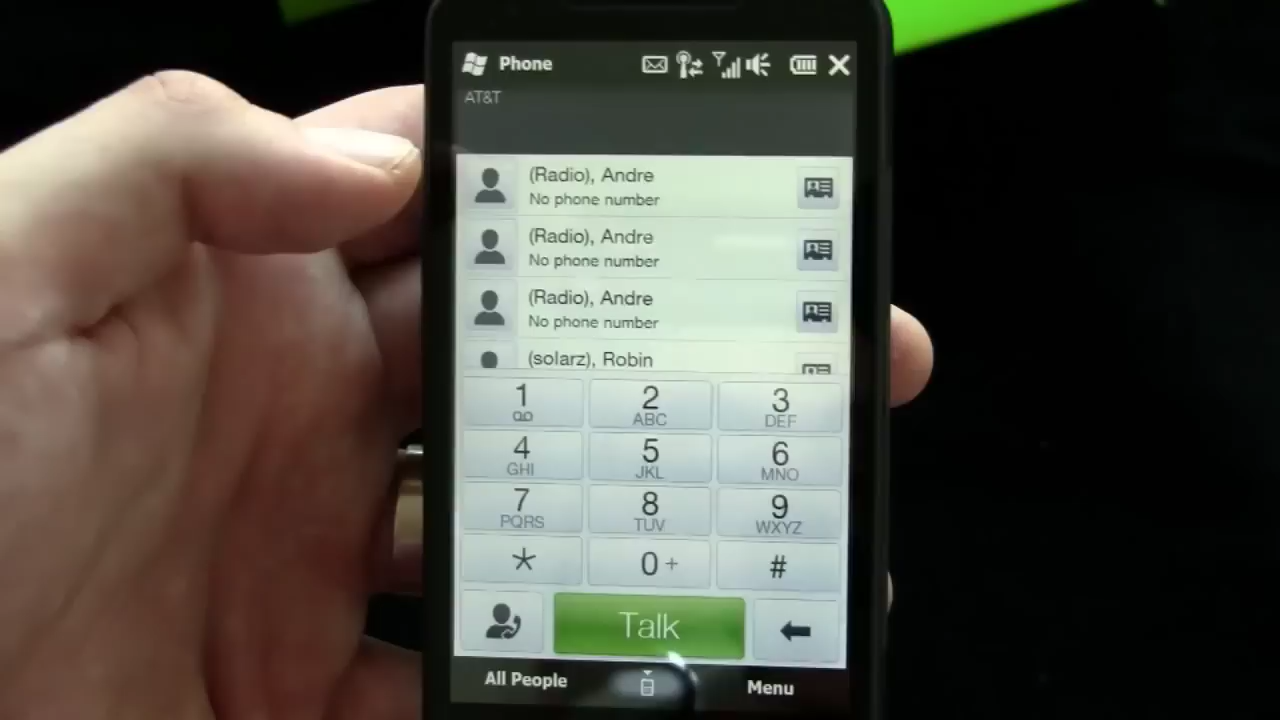 Phone
AT&T
(Radio), Andre
No phone number
(Radio), Andre
No phone number
(Radio), Andre
No phone number
(solarz), Robin
1 2 3
ABC DEF
4 5 6
GHI JKL MNO
7 8 9
PQRS TUV WXYZ
* 0 + #
Talk
All People Menu